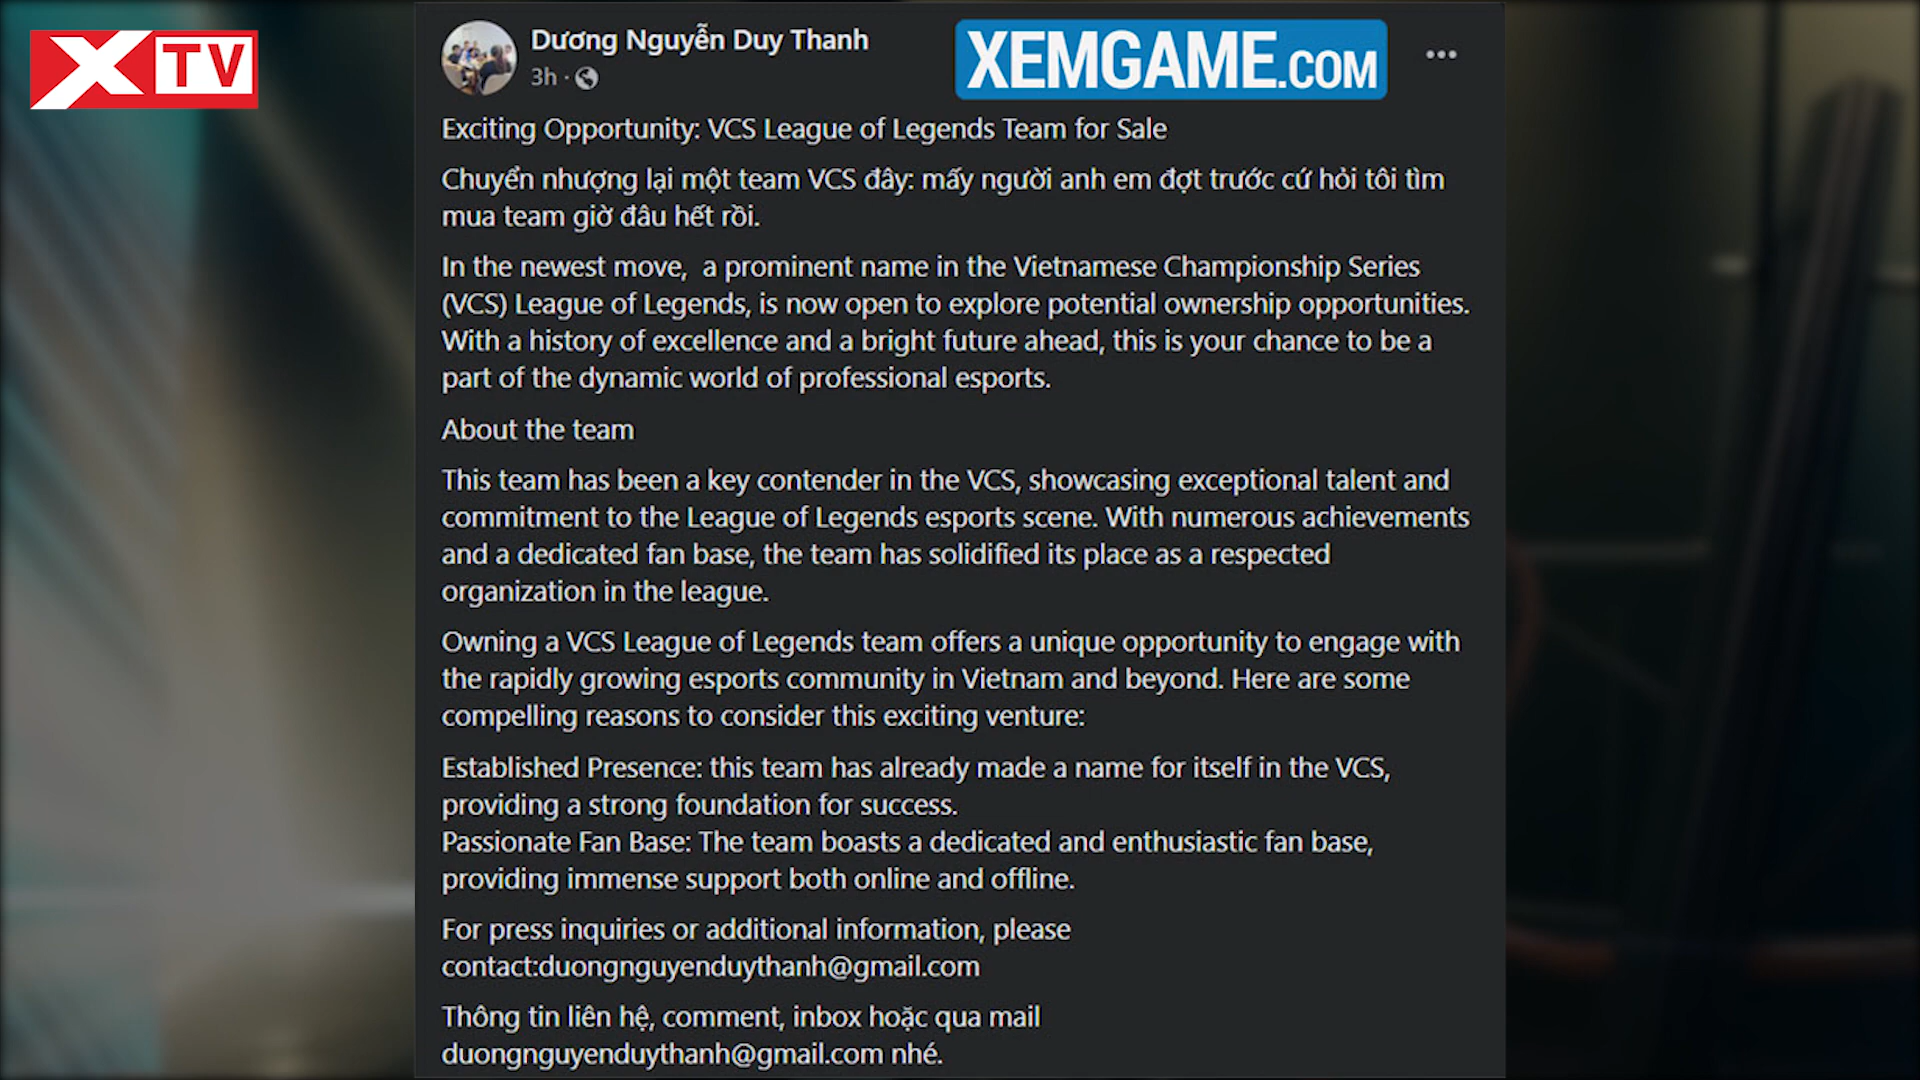 XTV
Dương Nguyễn Duy Thanh
3h ·
XEMGAME.COM
Exciting Opportunity: VCS League of Legends Team for Sale
Chuyển nhượng lại một team VCS đây: mấy người anh em đợt trước cứ hỏi tôi tìm
mua team giờ đâu hết rồi.
In the newest move,  a prominent name in the Vietnamese Championship Series
(VCS) League of Legends, is now open to explore potential ownership opportunities.
With a history of excellence and a bright future ahead, this is your chance to be a
part of the dynamic world of professional esports.
About the team
This team has been a key contender in the VCS, showcasing exceptional talent and
commitment to the League of Legends esports scene. With numerous achievements
and a dedicated fan base, the team has solidified its place as a respected
organization in the league.
Owning a VCS League of Legends team offers a unique opportunity to engage with
the rapidly growing esports community in Vietnam and beyond. Here are some
compelling reasons to consider this exciting venture:
Established Presence: this team has already made a name for itself in the VCS,
providing a strong foundation for success.
Passionate Fan Base: The team boasts a dedicated and enthusiastic fan base,
providing immense support both online and offline.
For press inquiries or additional information, please
contact:duongnguyenduythanh@gmail.com
Thông tin liên hệ, comment, inbox hoặc qua mail
duongnguyenduythanh@gmail.com nhé.